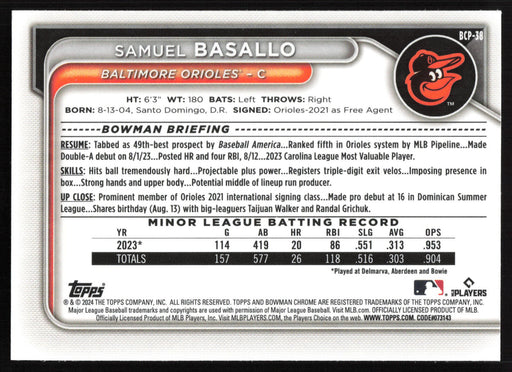 BCP-38
SAMUEL BASALLO
BALTIMORE ORIOLES™ - C
HT: 6'3" WT: 180 BATS: Left THROWS: Right
BORN: 8-13-04, Santo Domingo, D.R. SIGNED: Orioles-2021 as Free Agent
BOWMAN BRIEFING
RESUME: Tabbed as 49th-best prospect by Baseball America...Ranked fifth in Orioles system by MLB Pipeline...Made
Double-A debut on 8/1/23...Posted HR and four RBI, 8/12...2023 Carolina League Most Valuable Player.
SKILLS: Hits ball tremendously hard...Projectable plus power...Registers triple-digit exit velos...Imposing presence in
box...Strong hands and upper body...Potential middle of lineup run producer.
UP CLOSE: Prominent member of Orioles 2021 international signing class...Made pro debut at 16 in Dominican Summer
League...Shares birthday (Aug. 13) with big-leaguers Taijuan Walker and Randal Grichuk.
MINOR LEAGUE BATTING RECORD
YR G AB HR RBI SLG AVG OPS
2023* 114 419 20 86 .551 .313 .953
TOTALS 157 577 26 118 .516 .303 .904
*Played at Delmarva, Aberdeen and Bowie
Topps
MLB PLAYERS
® & © 2024 THE TOPPS COMPANY, INC. ALL RIGHTS RESERVED. TOPPS AND BOWMAN CHROME ARE REGISTERED TRADEMARKS OF THE TOPPS COMPANY, INC.
Major League Baseball trademarks and copyrights are used with permission of Major League Baseball. Visit MLB.com. OFFICIALLY LICENSED PRODUCT OF MLB.
Officially Licensed Product of MLB Players, Inc. Visit MLBPLAYERS.com, the Players Choice on the web. WWW.TOPPS.COM. CODE#073143